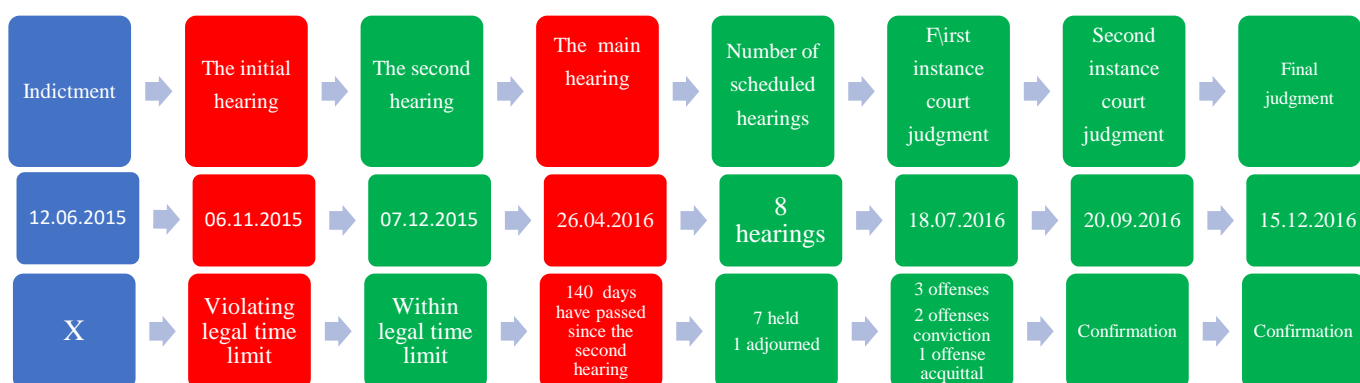 Indictment
The initial
hearing
The second
hearing
The main
hearing
Number of
scheduled
hearings
F\irst
instance
court
judgment
Second
instance
court
judgment
Final
judgment
12.06.2015
06.11.2015
07.12.2015
26.04.2016
8
hearings
18.07.2016
20.09.2016
15.12.2016
X
Violating
legal time
limit
Within
legal time
limit
140 days
have passed
since the
second
hearing
7 held
1 adjourned
3 offenses
2 offenses
conviction
1 offense
acquittal
Confirmation
Confirmation